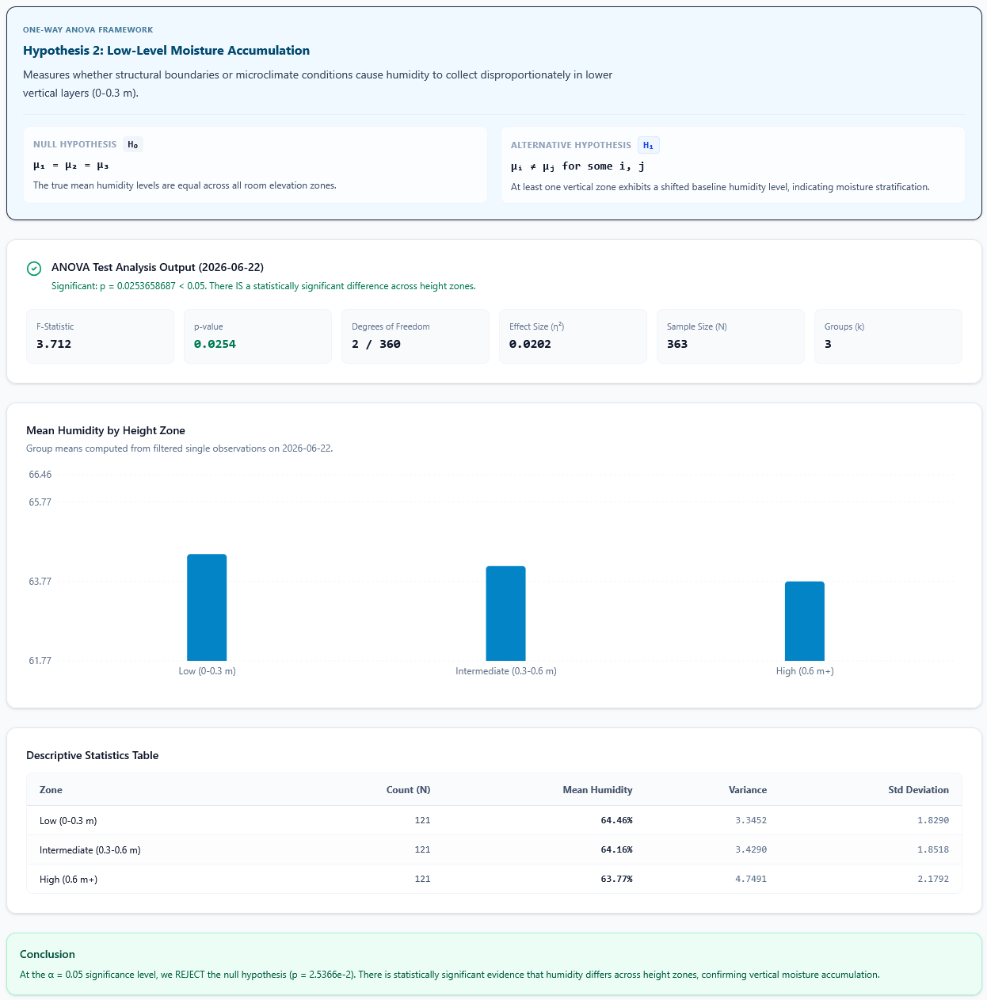 ONE-WAY ANOVA FRAMEWORK
Hypothesis 2: Low-Level Moisture Accumulation
Measures whether structural boundaries or microclimate conditions cause humidity to collect disproportionately in lower
vertical layers (0-0.3 m).
NULL HYPOTHESIS H₀
μ₁ = μ₂ = μ₃
The true mean humidity levels are equal across all room elevation zones.
ALTERNATIVE HYPOTHESIS H₁
μᵢ ≠ μⱼ for some i, j
At least one vertical zone exhibits a shifted baseline humidity level, indicating moisture stratification.
ANOVA Test Analysis Output (2026-06-22)
Significant: p = 0.0253658687 < 0.05. There IS a statistically significant difference across height zones.
F-Statistic
3.712
p-value
0.0254
Degrees of Freedom
2 / 360
Effect Size (η²)
0.0202
Sample Size (N)
363
Groups (k)
3
Mean Humidity by Height Zone
Group means computed from filtered single observations on 2026-06-22.
66.46
65.77
63.77
61.77
Low (0-0.3 m) Intermediate (0.3-0.6 m) High (0.6 m+)
Descriptive Statistics Table
Zone Count (N) Mean Humidity Variance Std Deviation
Low (0-0.3 m) 121 64.46% 3.3452 1.8290
Intermediate (0.3-0.6 m) 121 64.16% 3.4290 1.8518
High (0.6 m+) 121 63.77% 4.7491 2.1792
Conclusion
At the α = 0.05 significance level, we REJECT the null hypothesis (p = 2.5366e-2). There is statistically significant evidence that humidity differs across height zones, confirming vertical moisture accumulation.